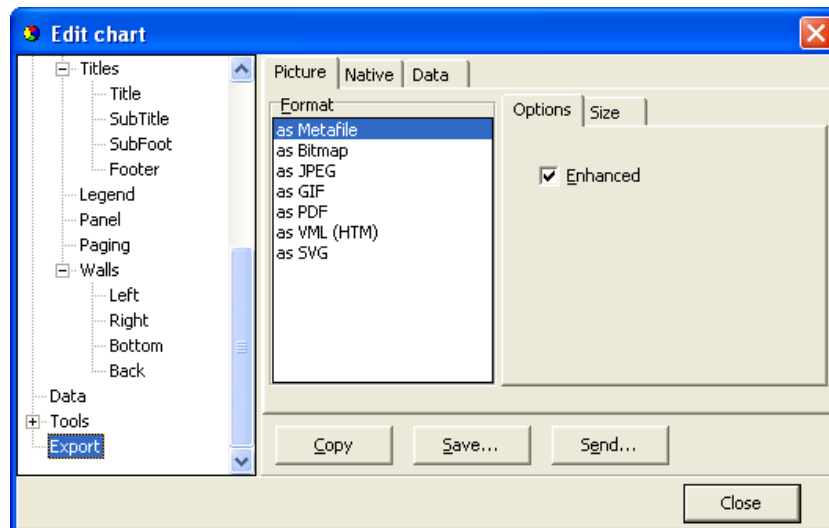 Edit chart
Titles
Title
SubTitle
SubFoot
Footer
Legend
Panel
Paging
Walls
Left
Right
Bottom
Back
Data
Tools
Export
Picture
Native
Data
Format
as Metafile
as Bitmap
as JPEG
as GIF
as PDF
as VML (HTM)
as SVG
Options
Size
Enhanced
Copy
Save...
Send...
Close